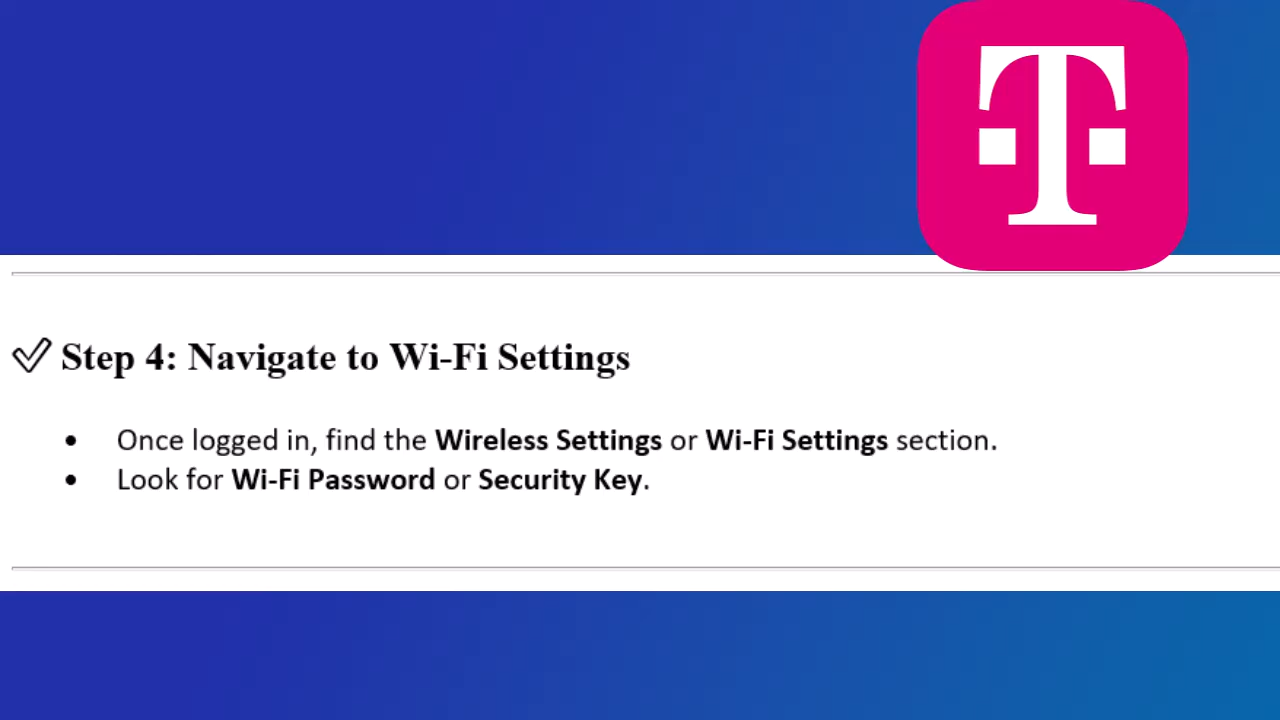 T
✓ Step 4: Navigate to Wi-Fi Settings
• Once logged in, find the Wireless Settings or Wi-Fi Settings section.
• Look for Wi-Fi Password or Security Key.